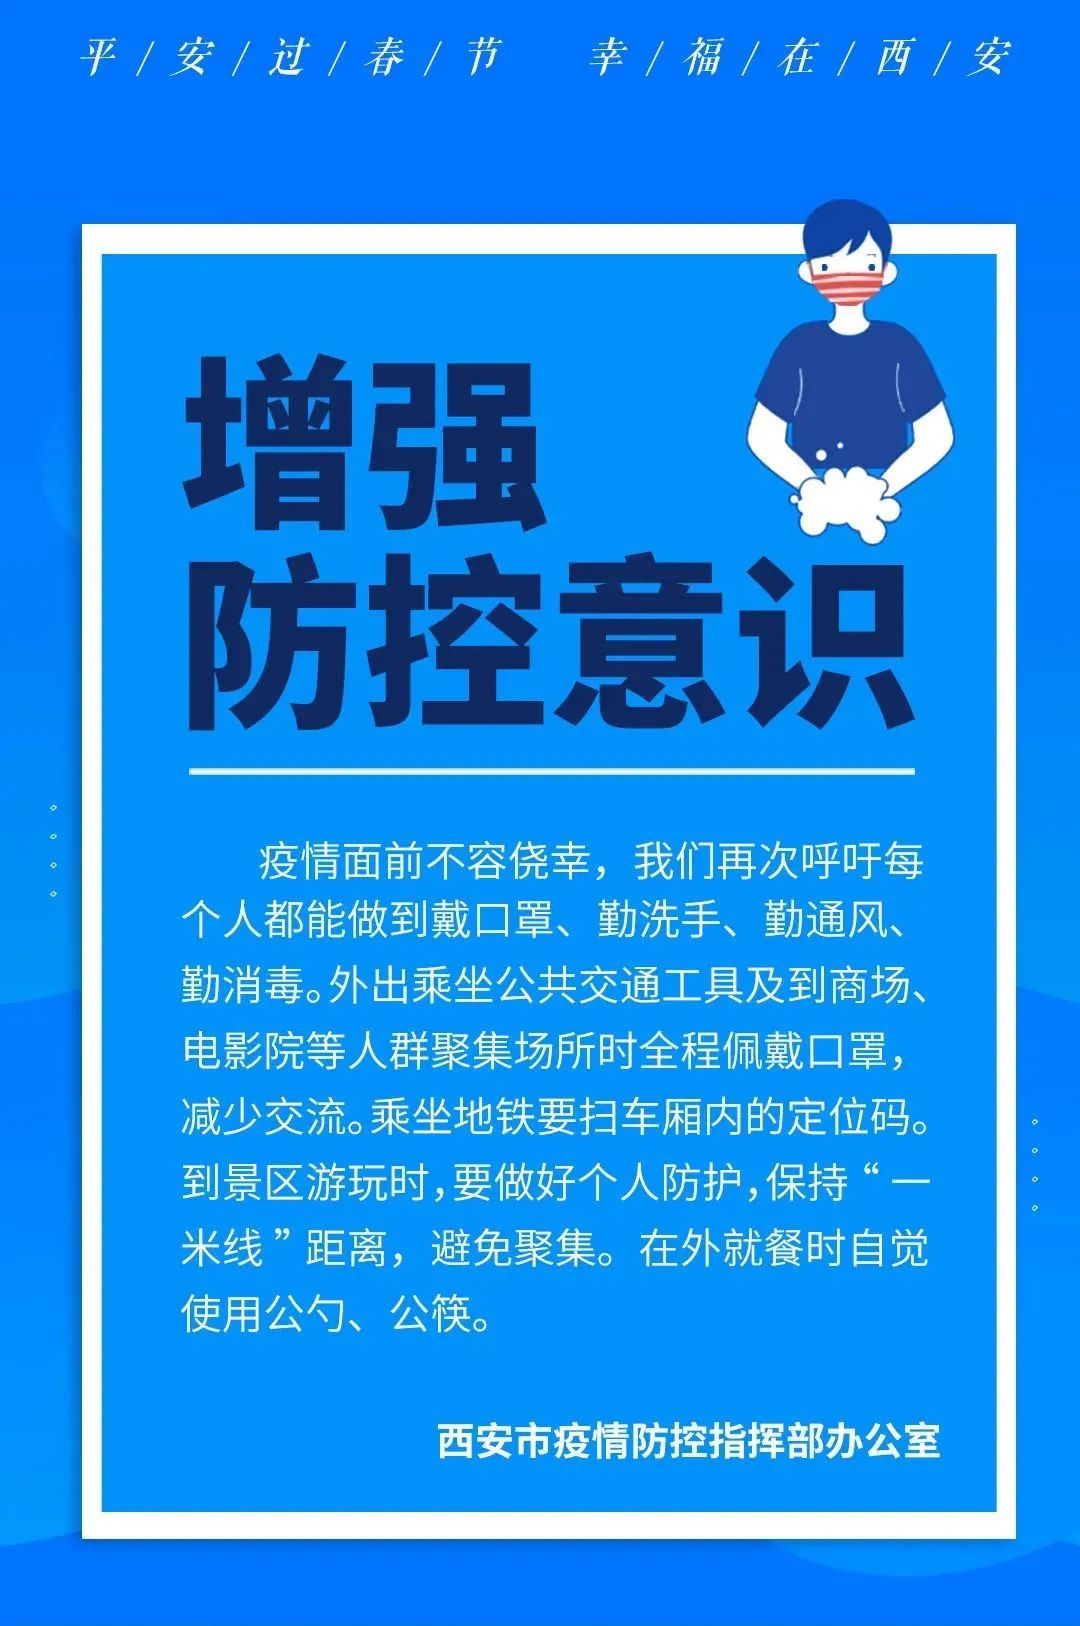 平/安/过/春/节 幸/福/在/西/安
增强
防控意识
疫情面前不容侥幸，我们再次呼吁每
个人都能做到戴口罩、勤洗手、勤通风、
勤消毒。外出乘坐公共交通工具及到商场、
电影院等人群聚集场所时全程佩戴口罩，
减少交流。乘坐地铁要扫车厢内的定位码。
到景区游玩时，要做好个人防护，保持“一
米线”距离，避免聚集。在外就餐时自觉
使用公勺、公筷。
西安市疫情防控指挥部办公室